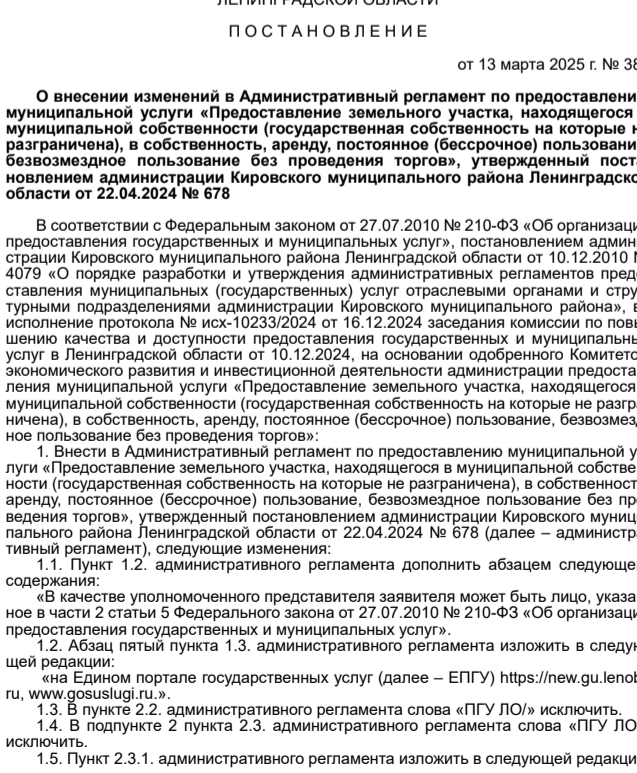 ЛЕНИНГРАДСКОЙ ОБЛАСТИ
П О С Т А Н О В Л Е Н И Е
от 13 марта 2025 г. № 38
О внесении изменений в Административный регламент по предоставлени
муниципальной услуги «Предоставление земельного участка, находящегося
муниципальной собственности (государственная собственность на которые н
разграничена), в собственность, аренду, постоянное (бессрочное) пользовани
безвозмездное пользование без проведения торгов», утвержденный пост
новлением администрации Кировского муниципального района Ленинградско
области от 22.04.2024 № 678
В соответствии с Федеральным законом от 27.07.2010 № 210-ФЗ «Об организаци
предоставления государственных и муниципальных услуг», постановлением админ
страции Кировского муниципального района Ленинградской области от 10.12.2010 №
4079 «О порядке разработки и утверждения административных регламентов пред
ставления муниципальных (государственных) услуг отраслевыми органами и стру
турными подразделениями администрации Кировского муниципального района», в
исполнение протокола № исх-10233/2024 от 16.12.2024 заседания комиссии по повы
шению качества и доступности предоставления государственных и муниципальны
услуг в Ленинградской области от 10.12.2024, на основании одобренного Комитето
экономического развития и инвестиционной деятельности администрации предоста
ления муниципальной услуги «Предоставление земельного участка, находящегося
муниципальной собственности (государственная собственность на которые не разгр
ничена), в собственность, аренду, постоянное (бессрочное) пользование, безвозмез
ное пользование без проведения торгов»:
1. Внести в Административный регламент по предоставлению муниципальной у
луги «Предоставление земельного участка, находящегося в муниципальной собстве
ности (государственная собственность на которые не разграничена), в собственност
аренду, постоянное (бессрочное) пользование, безвозмездное пользование без пр
ведения торгов», утвержденный постановлением администрации Кировского муниц
пального района Ленинградской области от 22.04.2024 № 678 (далее – администр
тивный регламент), следующие изменения:
1.1. Пункт 1.2. административного регламента дополнить абзацем следующе
содержания:
«В качестве уполномоченного представителя заявителя может быть лицо, указа
ное в части 2 статьи 5 Федерального закона от 27.07.2010 № 210-ФЗ «Об организаци
предоставления государственных и муниципальных услуг».
1.2. Абзац пятый пункта 1.3. административного регламента изложить в следую
щей редакции:
«на Едином портале государственных услуг (далее – ЕПГУ) https://new.gu.lenob
ru, www.gosuslugi.ru.».
1.3. В пункте 2.2. административного регламента слова «ПГУ ЛО/» исключить.
1.4. В подпункте 2 пункта 2.3. административного регламента слова «ПГУ ЛО
исключить.
1.5. Пункт 2.3.1. административного регламента изложить в следующей редакци